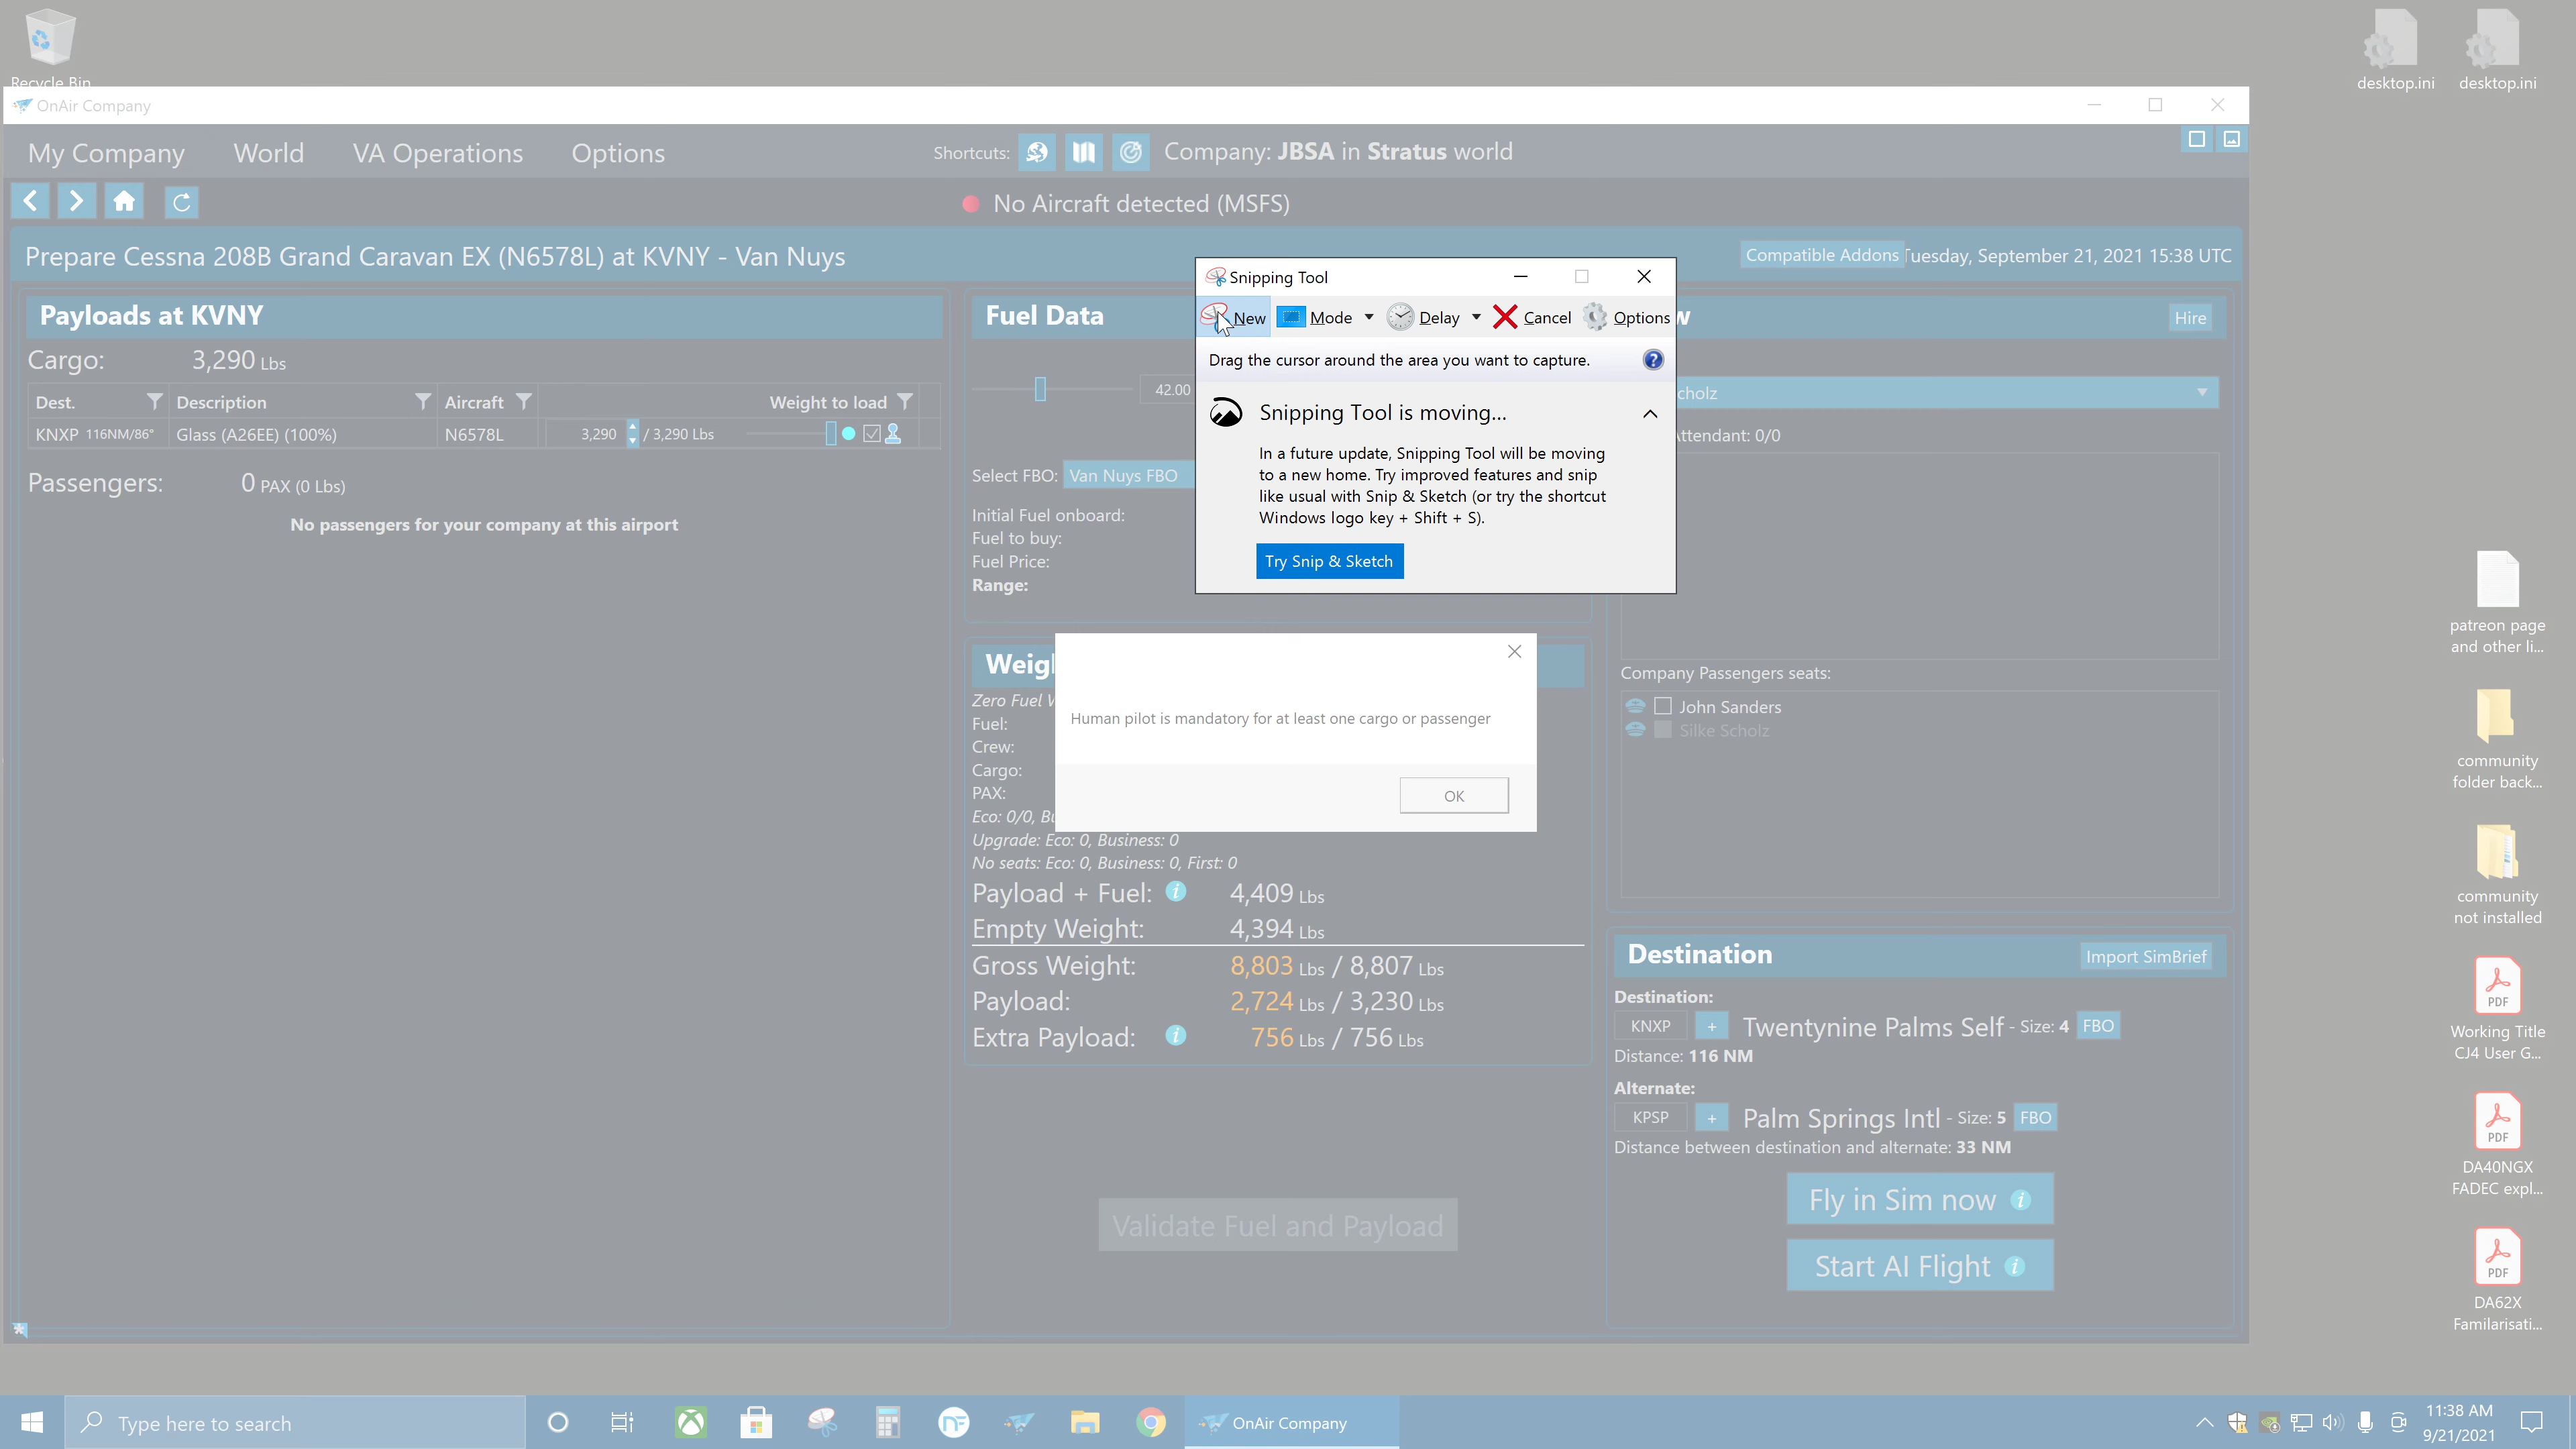 Recycle Bin
desktop.ini
desktop.ini
OnAir Company
My Company World VA Operations Options
Shortcuts:
Company: JBSA in Stratus world
No Aircraft detected (MSFS)
Prepare Cessna 208B Grand Caravan EX (N6578L) at KVNY - Van Nuys
Compatible Addons
Tuesday, September 21, 2021 15:38 UTC
Payloads at KVNY
Cargo: 3,290 Lbs
Dest. Description Aircraft Weight to load
KNXP 116NM/86° Glass (A26EE) (100%) N6578L 3,290 / 3,290 Lbs
Passengers: 0 PAX (0 Lbs)
No passengers for your company at this airport
Fuel Data
42.00
Select FBO: Van Nuys FBO
Initial Fuel onboard:
Fuel to buy:
Fuel Price:
Range:
Snipping Tool
New Mode Delay Cancel Options
Drag the cursor around the area you want to capture.
Snipping Tool is moving...
In a future update, Snipping Tool will be moving
to a new home. Try improved features and snip
like usual with Snip & Sketch (or try the shortcut
Windows logo key + Shift + S).
Try Snip & Sketch
w
Hire
cholz
ttendant: 0/0
Company Passengers seats:
John Sanders
Silke Scholz
Weigh
Zero Fuel W
Fuel:
Crew:
Cargo:
PAX:
Eco: 0/0, Bu
Upgrade: Eco: 0, Business: 0
No seats: Eco: 0, Business: 0, First: 0
Human pilot is mandatory for at least one cargo or passenger
OK
Payload + Fuel: 4,409 Lbs
Empty Weight: 4,394 Lbs
Gross Weight: 8,803 Lbs / 8,807 Lbs
Payload: 2,724 Lbs / 3,230 Lbs
Extra Payload: 756 Lbs / 756 Lbs
Validate Fuel and Payload
Destination
Import SimBrief
Destination:
KNXP + Twentynine Palms Self - Size: 4 FBO
Distance: 116 NM
Alternate:
KPSP + Palm Springs Intl - Size: 5 FBO
Distance between destination and alternate: 33 NM
Fly in Sim now
Start AI Flight
patreon page
and other li...
community
folder back...
community
not installed
PDF
Working Title
CJ4 User G...
PDF
DA40NGX
FADEC expl...
PDF
DA62X
Familarisati...
Type here to search
OnAir Company
11:38 AM
9/21/2021